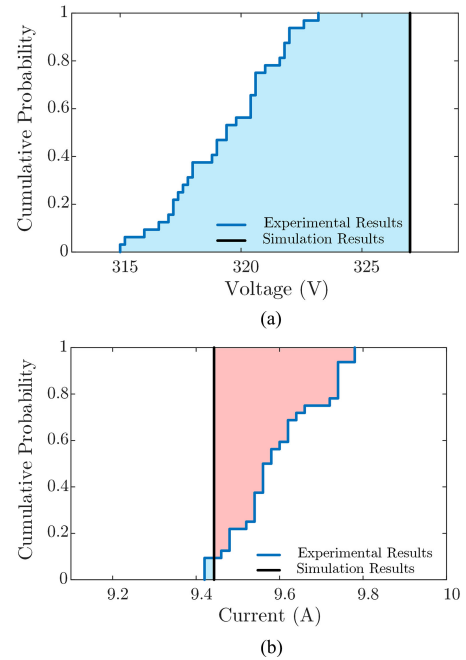 1
0.8
0.6
0.4
0.2
0
Cumulative Probability
Experimental Results
Simulation Results
315 320 325
Voltage (V)
(a)
1
0.8
0.6
0.4
0.2
0
Cumulative Probability
Experimental Results
Simulation Results
9.2 9.4 9.6 9.8 10
Current (A)
(b)